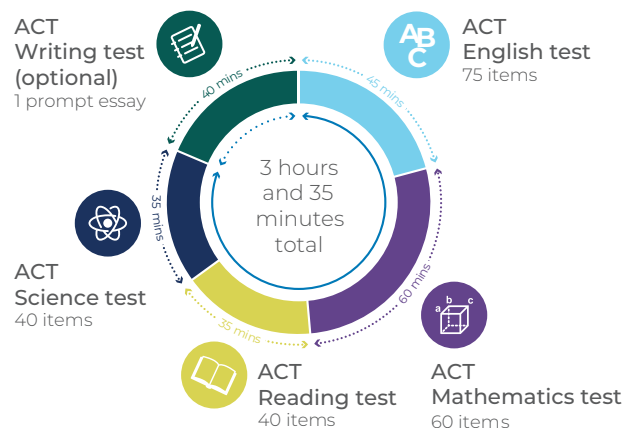 ACT
Writing test
(optional)
1 prompt essay
40 mins
45 mins
ABC
ACT
English test
75 items
3 hours
and 35
minutes
total
35 mins
ACT
Science test
40 items
60 mins
a b c
35 mins
ACT
Reading test
40 items
ACT
Mathematics test
60 items